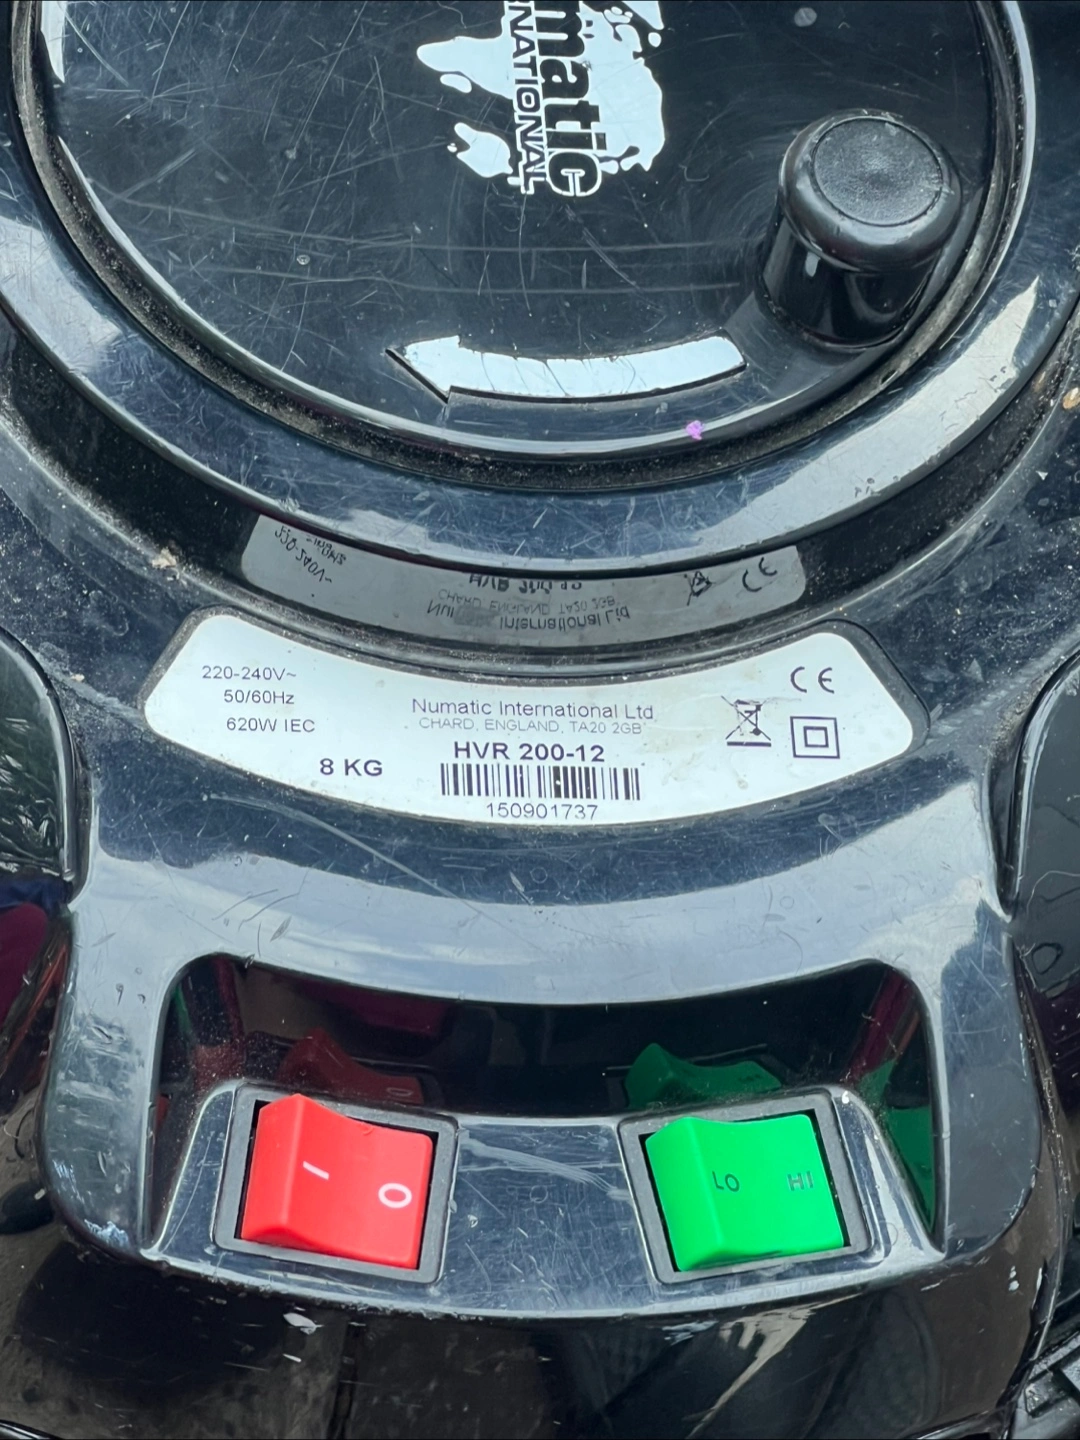 matic
RNATIONAL
220-240V~
50/60Hz
620W IEC
8 KG
Numatic International Ltd
CHARD, ENGLAND, TA20 2GB
HVR 200-12
150901737
CE
I
O
LO
HI